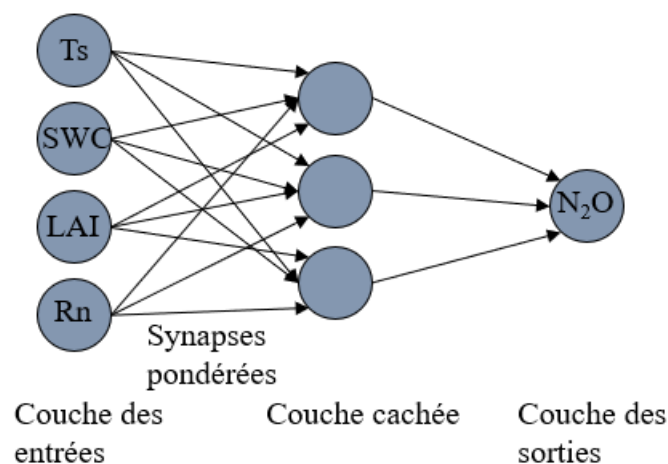 Ts
SWC
LAI
Rn
N₂O
Synapses
pondérées
Couche des
entrées
Couche cachée
Couche des
sorties